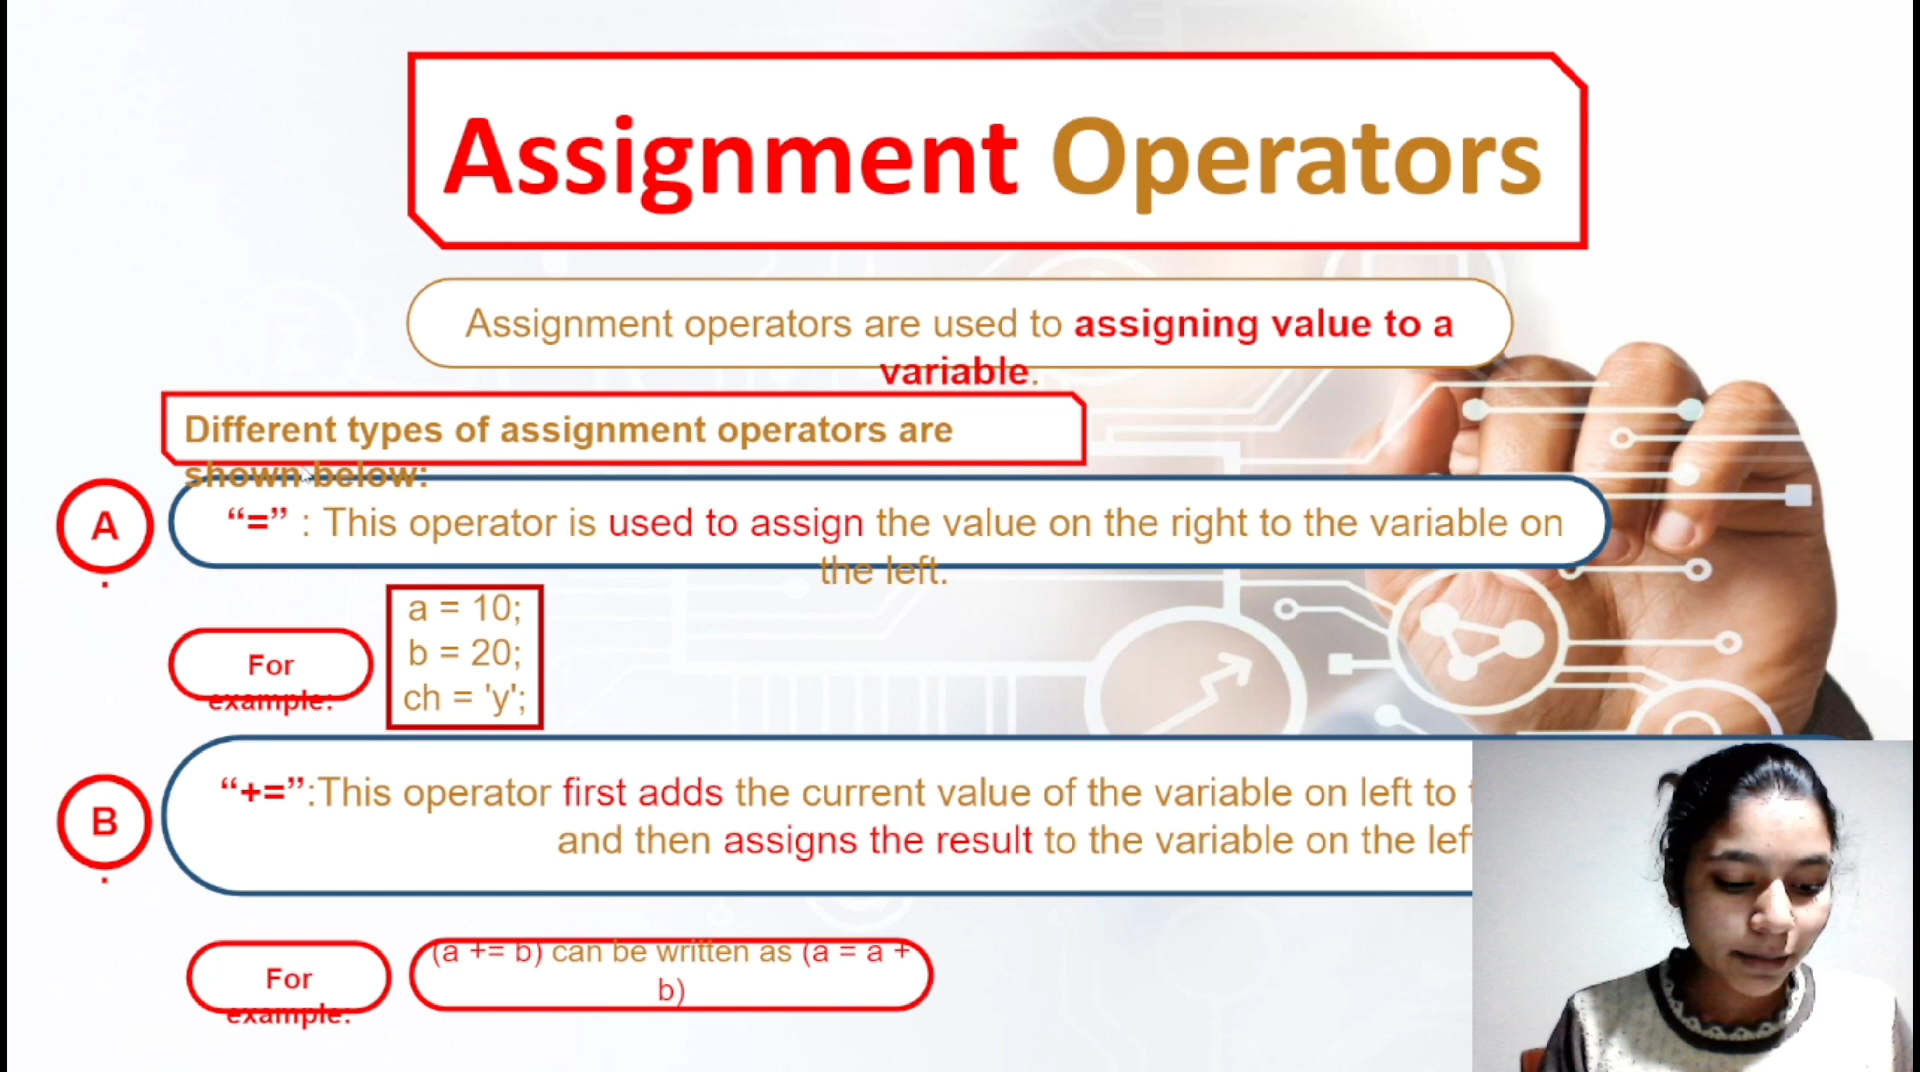 Assignment Operators
Assignment operators are used to assigning value to a
variable.
Different types of assignment operators are
shown below:
A
.
“=” : This operator is used to assign the value on the right to the variable on
the left.
For
example:
a = 10;
b = 20;
ch = 'y';
B
.
“+=”:This operator first adds the current value of the variable on left to
and then assigns the result to the variable on the lef
For
example:
(a += b) can be written as (a = a +
b)